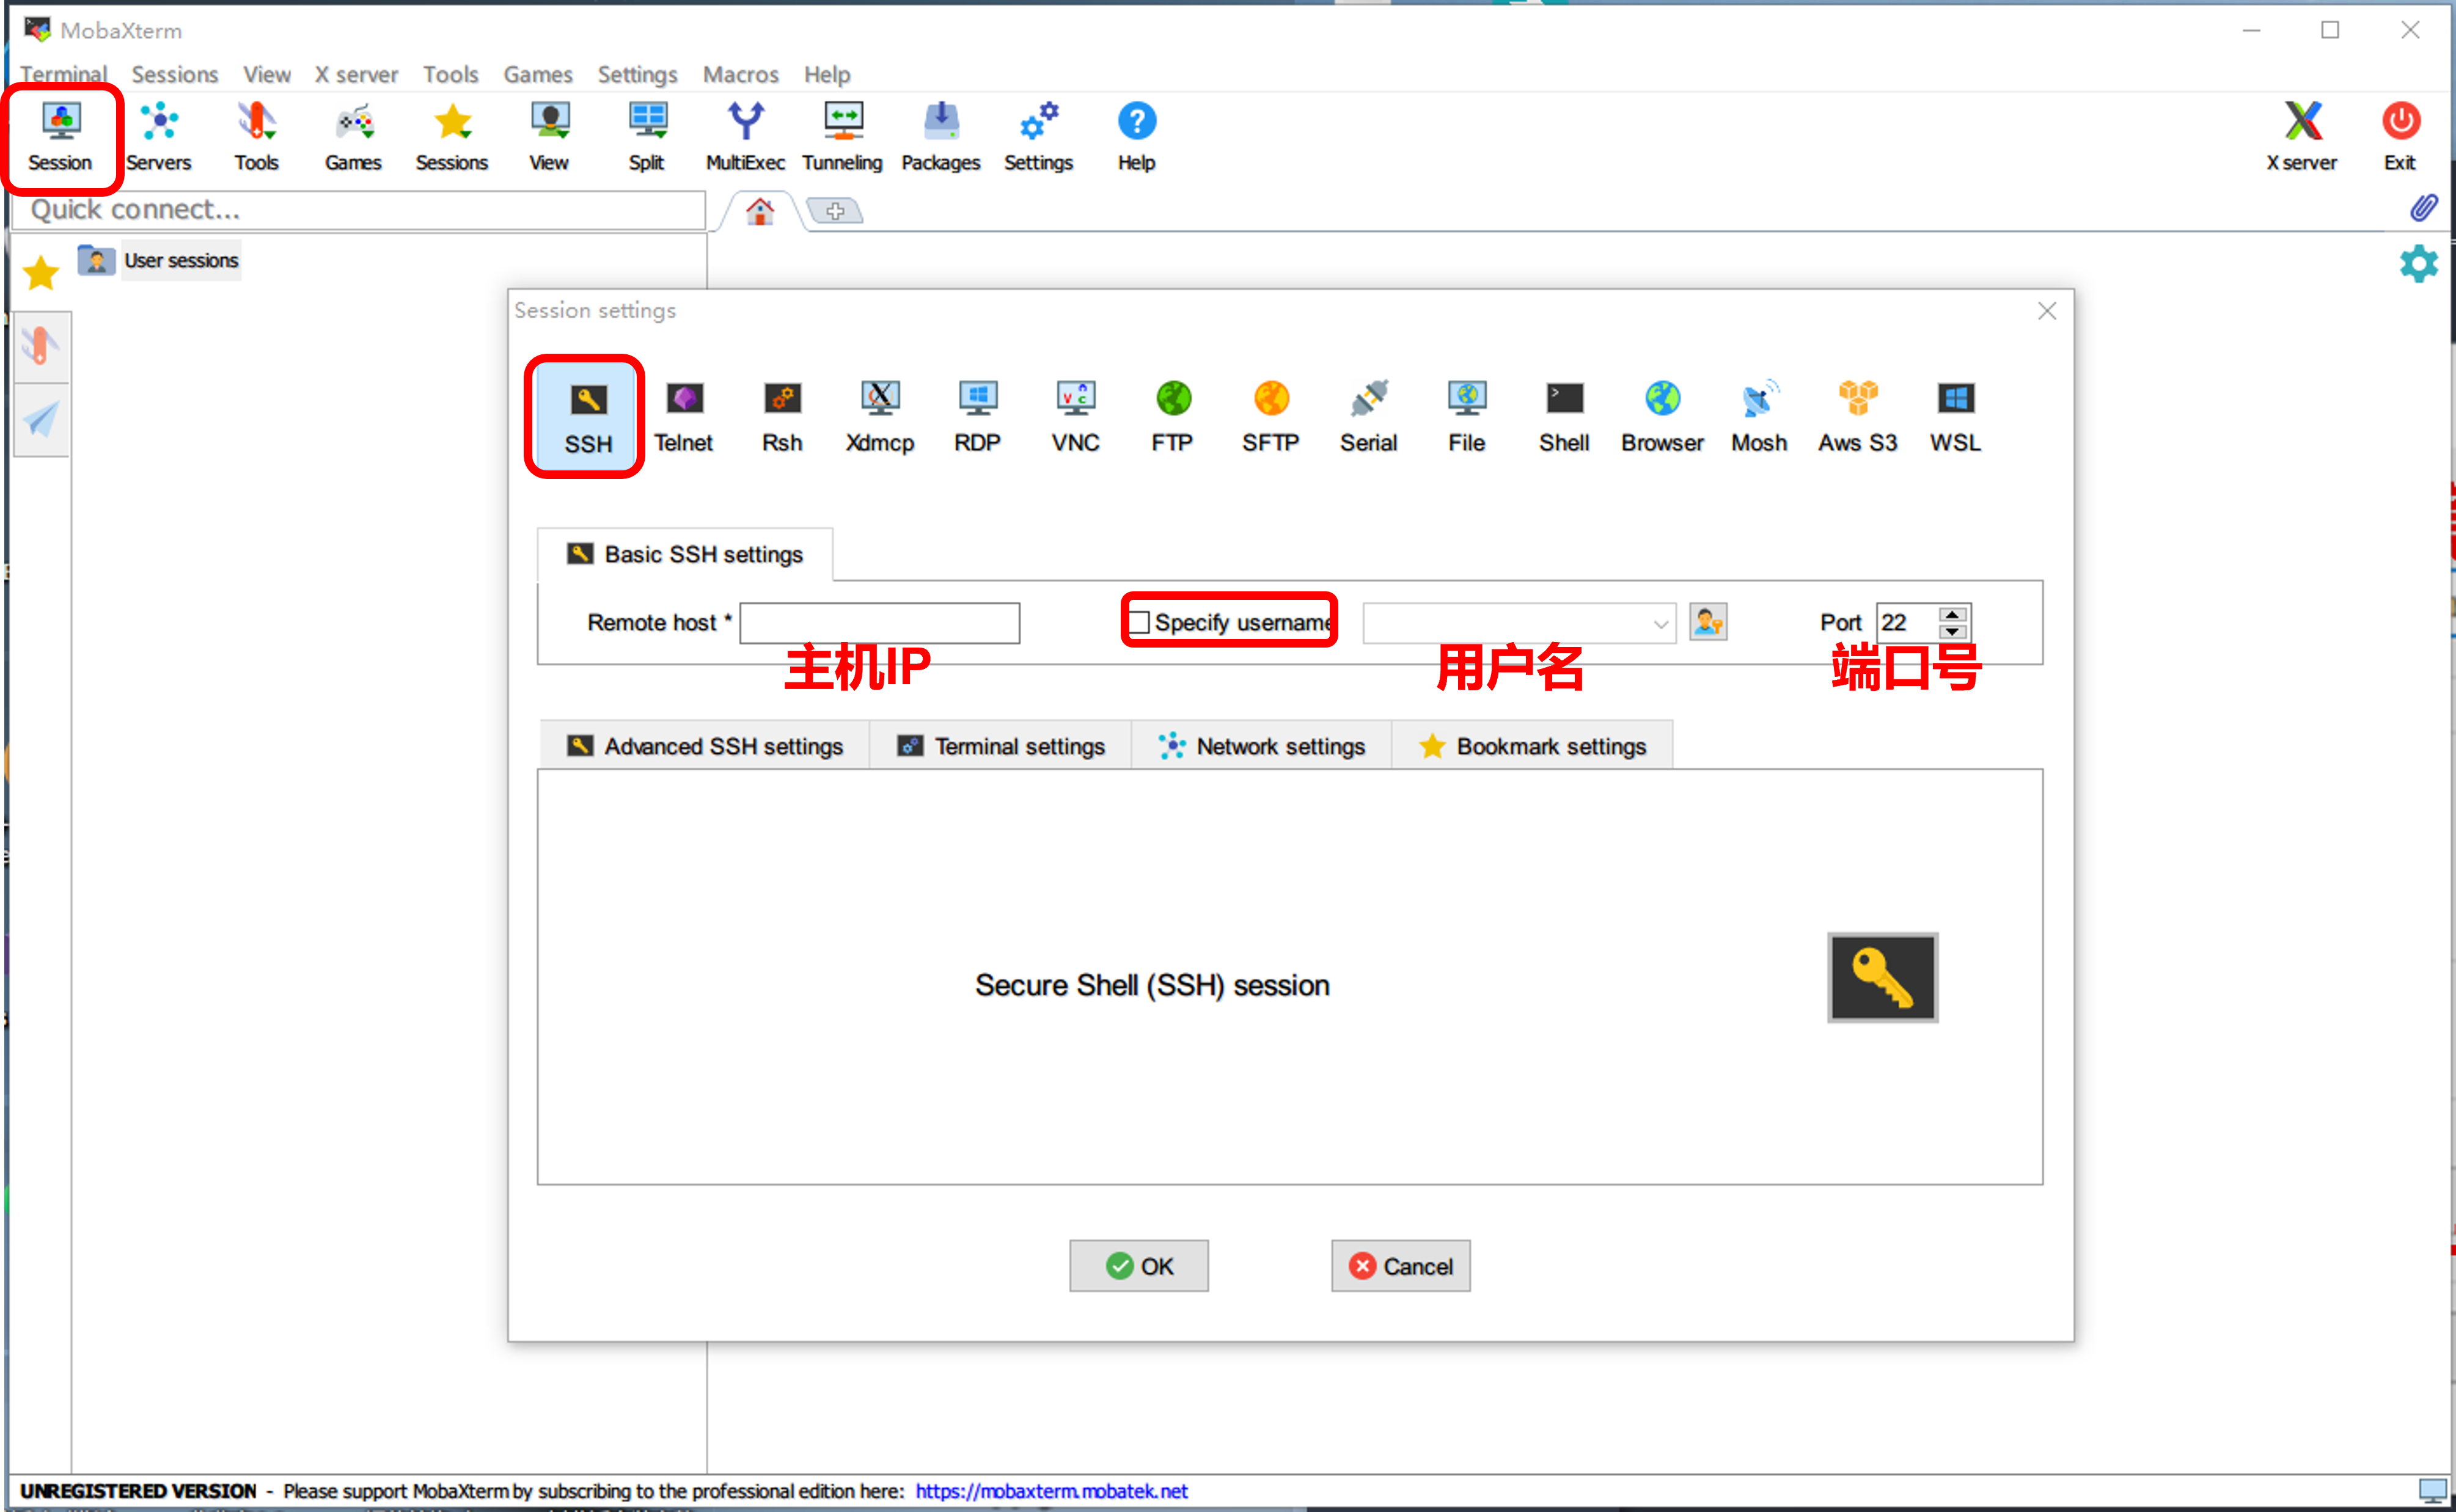 MobaXterm
Terminal Sessions View X server Tools Games Settings Macros Help
Session Servers Tools Games Sessions View Split MultiExec Tunneling Packages Settings Help X server Exit
Quick connect...
User sessions
Session settings
SSH Telnet Rsh Xdmcp RDP VNC FTP SFTP Serial File Shell Browser Mosh Aws S3 WSL
Basic SSH settings
Remote host * Specify username Port 22
主机IP 用户名 端口号
Advanced SSH settings Terminal settings Network settings Bookmark settings
Secure Shell (SSH) session
OK Cancel
UNREGISTERED VERSION - Please support MobaXterm by subscribing to the professional edition here: https://mobaxterm.mobatek.net